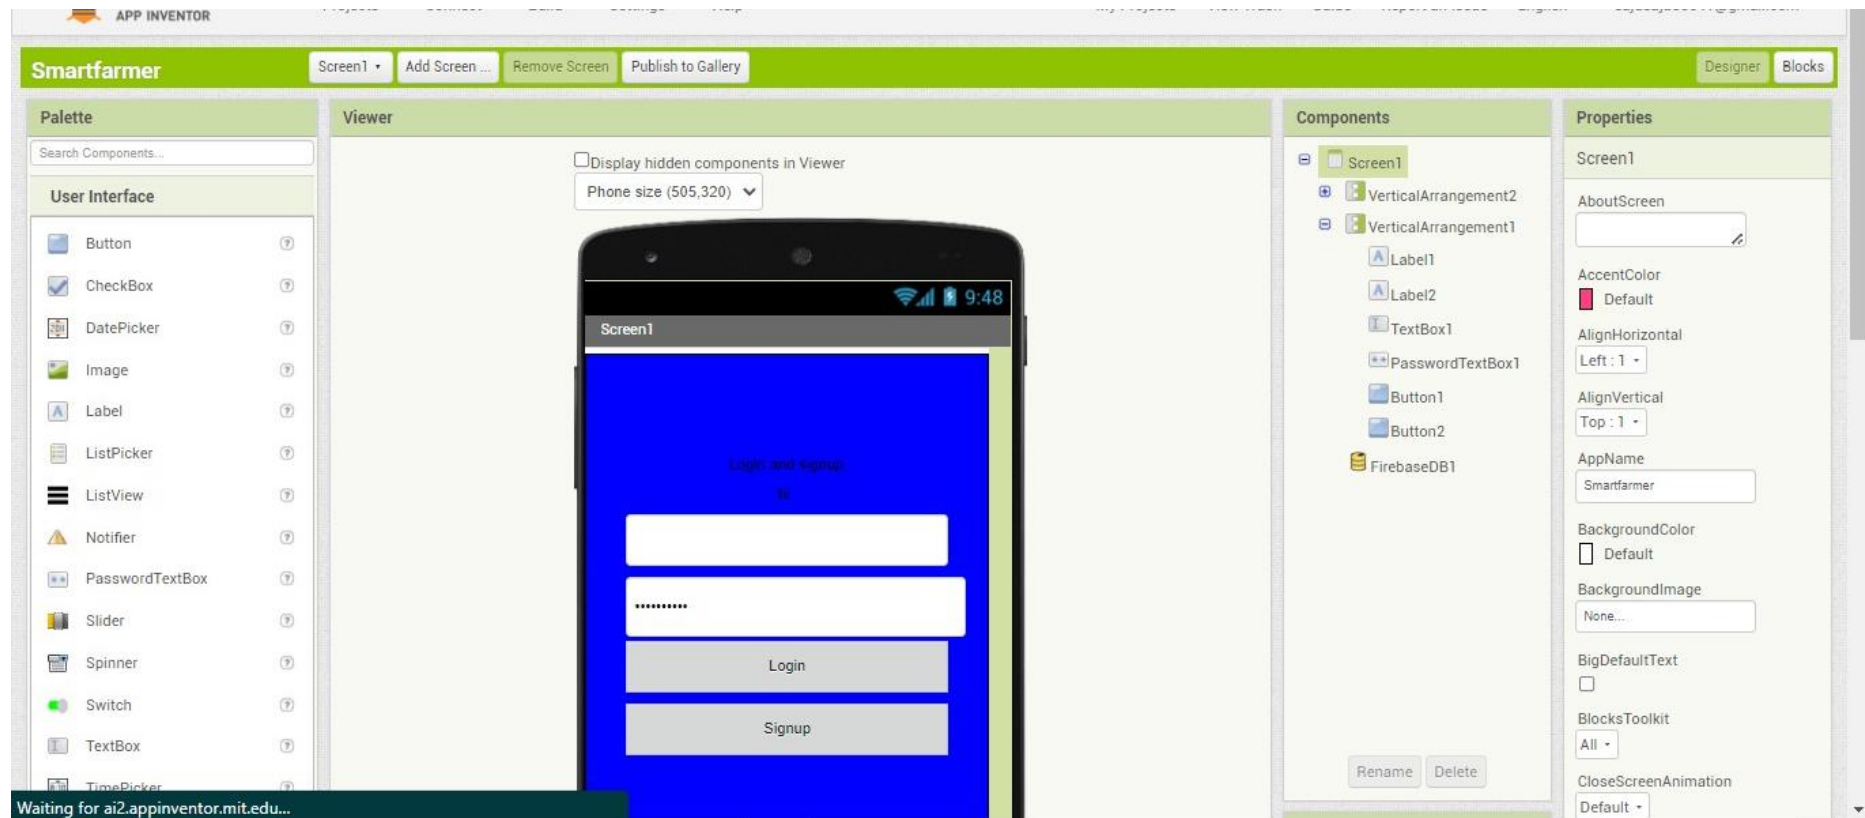 APP INVENTOR
Smartfarmer
Screen1
Add Screen ...
Remove Screen
Publish to Gallery
Designer
Blocks
Palette
Search Components...
User Interface
Button
CheckBox
DatePicker
Image
Label
ListPicker
ListView
Notifier
PasswordTextBox
Slider
Spinner
Switch
TextBox
TimePicker
Waiting for ai2.appinventor.mit.edu...
Viewer
Display hidden components in Viewer
Phone size (505,320)
9:48
Screen1
Login and signup
Login
Signup
Components
Screen1
VerticalArrangement2
VerticalArrangement1
Label1
Label2
TextBox1
PasswordTextBox1
Button1
Button2
FirebaseDB1
Rename
Delete
Properties
Screen1
AboutScreen
AccentColor
Default
AlignHorizontal
Left : 1
AlignVertical
Top : 1
AppName
Smartfarmer
BackgroundColor
Default
BackgroundImage
None...
BigDefaultText
BlocksToolkit
All
CloseScreenAnimation
Default